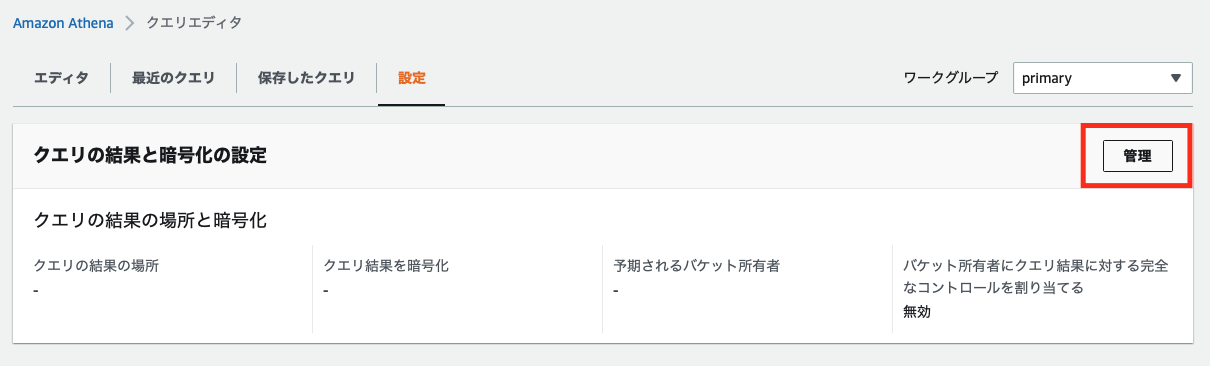 Amazon Athena > クエリエディタ
エディタ 最近のクエリ 保存したクエリ 設定 ワークグループ primary
クエリの結果と暗号化の設定 管理
クエリの結果の場所と暗号化
クエリの結果の場所
-
クエリ結果を暗号化
-
予期されるバケット所有者
-
バケット所有者にクエリ結果に対する完全
なコントロールを割り当てる
無効